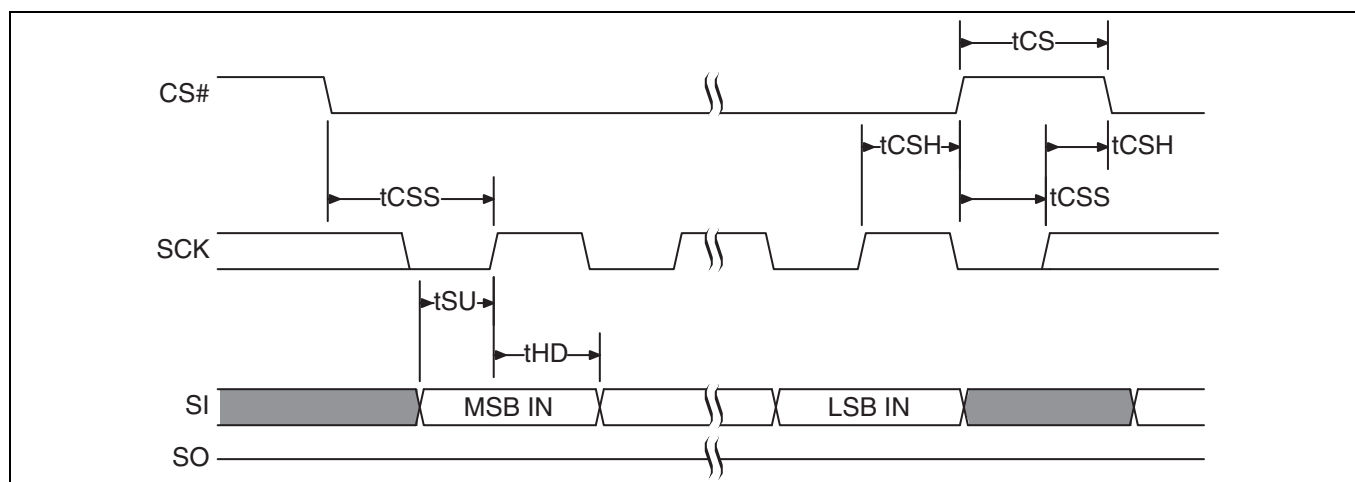 tCS
CS#
tCSH
tCSH
tCSS
tCSS
SCK
tSU
tHD
SI
MSB IN
LSB IN
SO